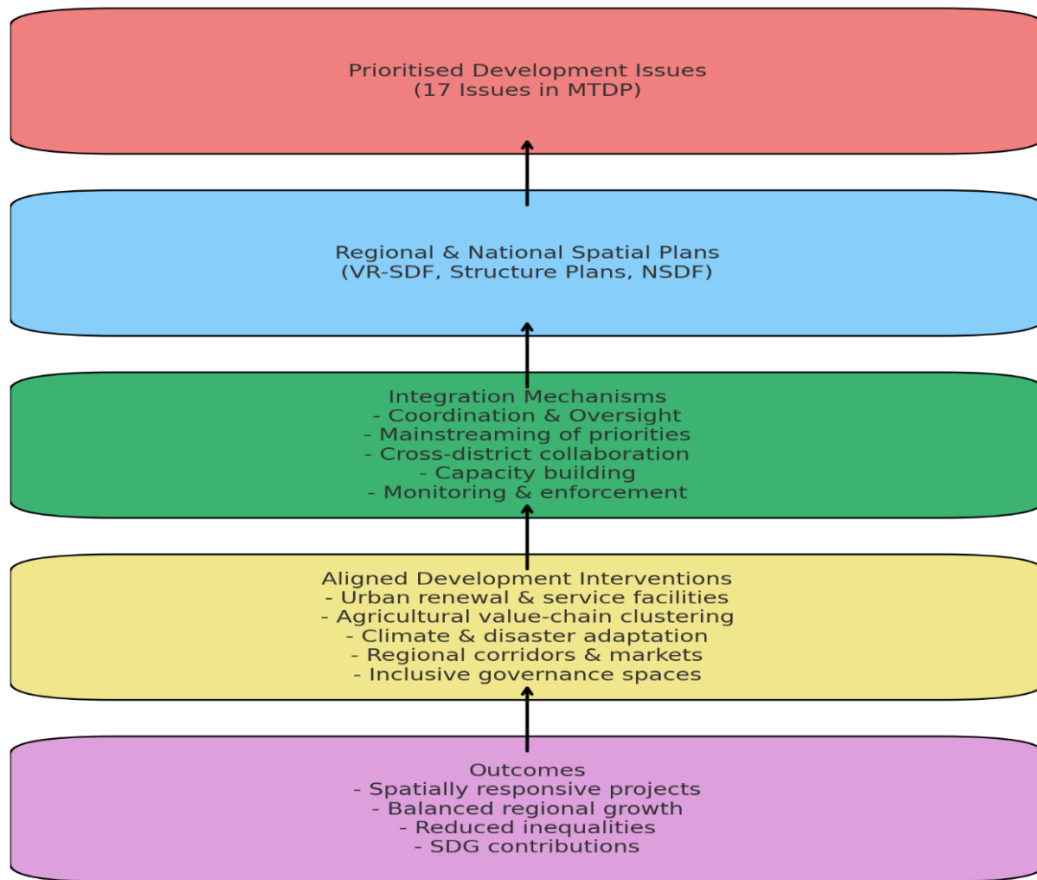 Prioritised Development Issues
(17 Issues in MTDP)
Regional & National Spatial Plans
(VR-SDF, Structure Plans, NSDF)
Integration Mechanisms
- Coordination & Oversight
- Mainstreaming of priorities
- Cross-district collaboration
- Capacity building
- Monitoring & enforcement
Aligned Development Interventions
- Urban renewal & service facilities
- Agricultural value-chain clustering
- Climate & disaster adaptation
- Regional corridors & markets
- Inclusive governance spaces
Outcomes
- Spatially responsive projects
- Balanced regional growth
- Reduced inequalities
- SDG contributions